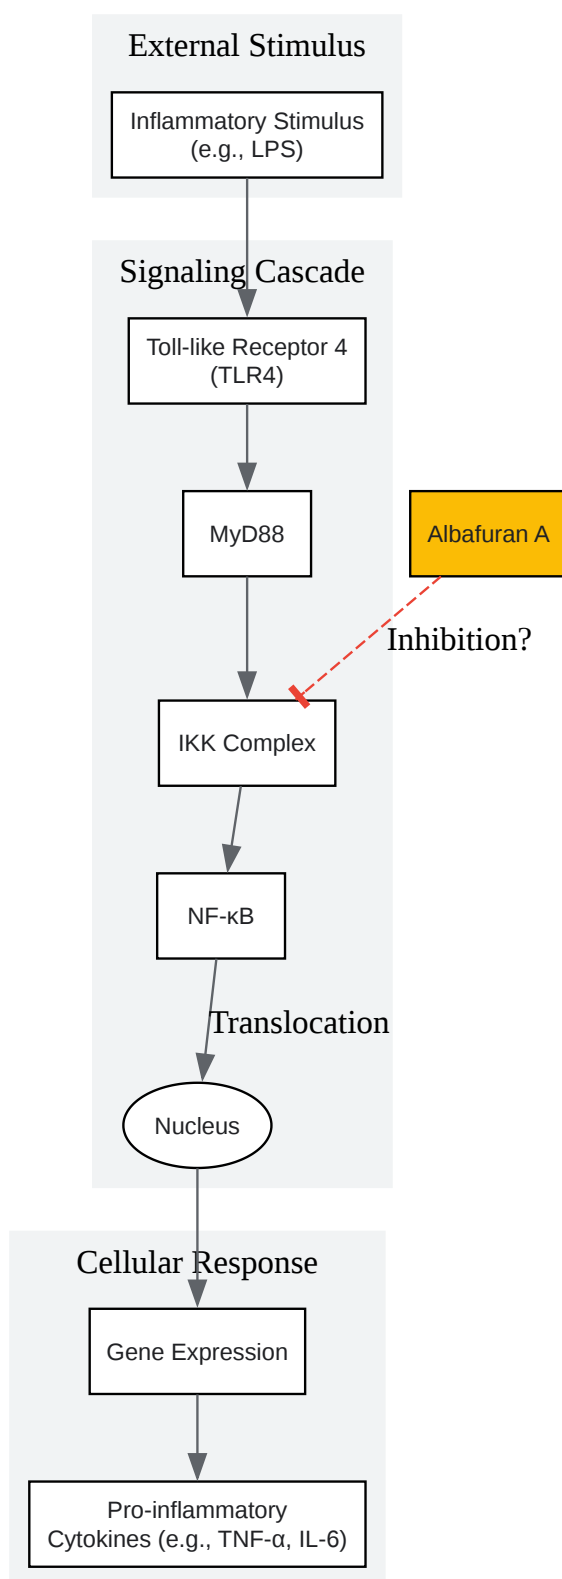 External Stimulus
Inflammatory Stimulus
(e.g., LPS)
Signaling Cascade
Toll-like Receptor 4
(TLR4)
MyD88
Albafuran A
Inhibition?
IKK Complex
NF-κB
Translocation
Nucleus
Cellular Response
Gene Expression
Pro-inflammatory
Cytokines (e.g., TNF-α, IL-6)